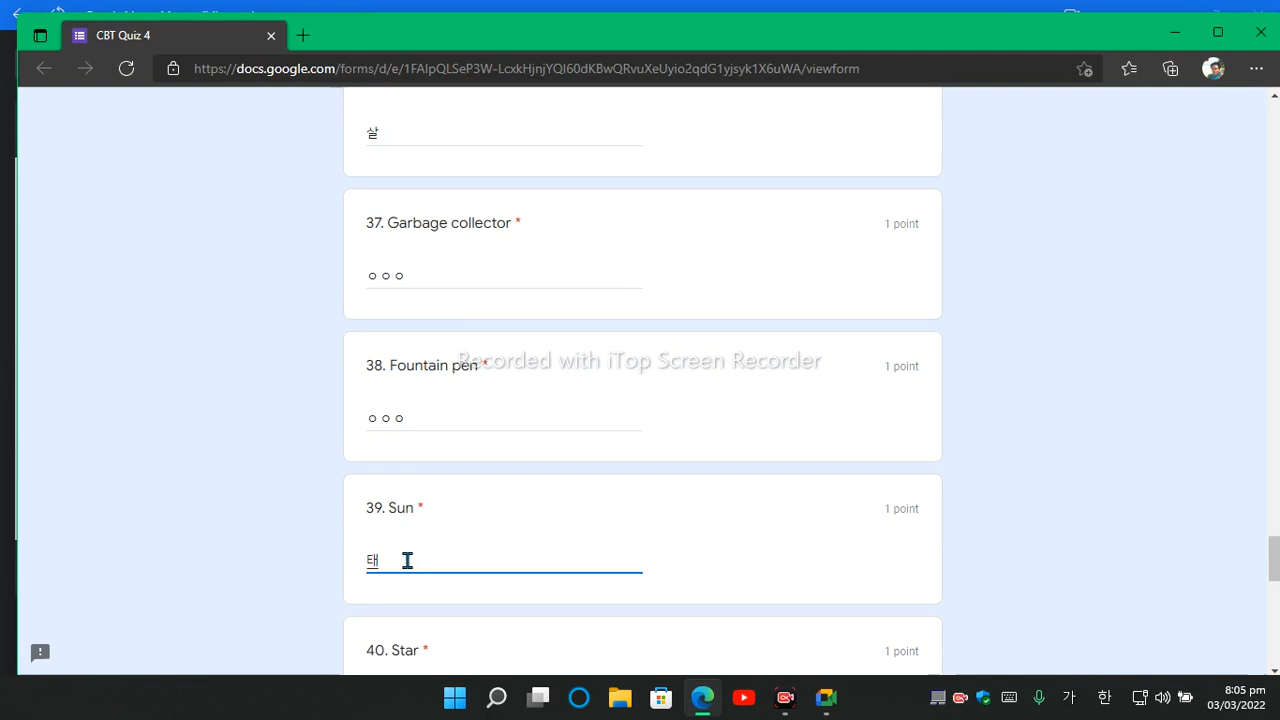 CBT Quiz 4
https://docs.google.com/forms/d/e/1FAIpQLSeP3W-LcxkHjnjYQI60dKBwQRvuXeUyio2qdG1yjsyk1X6uWA/viewform
살
37. Garbage collector *
1 point
ㅇㅇㅇ
Recorded with iTop Screen Recorder
38. Fountain pen *
1 point
ㅇㅇㅇ
39. Sun *
1 point
태
40. Star *
1 point
가
한
8:05 pm
03/03/2022